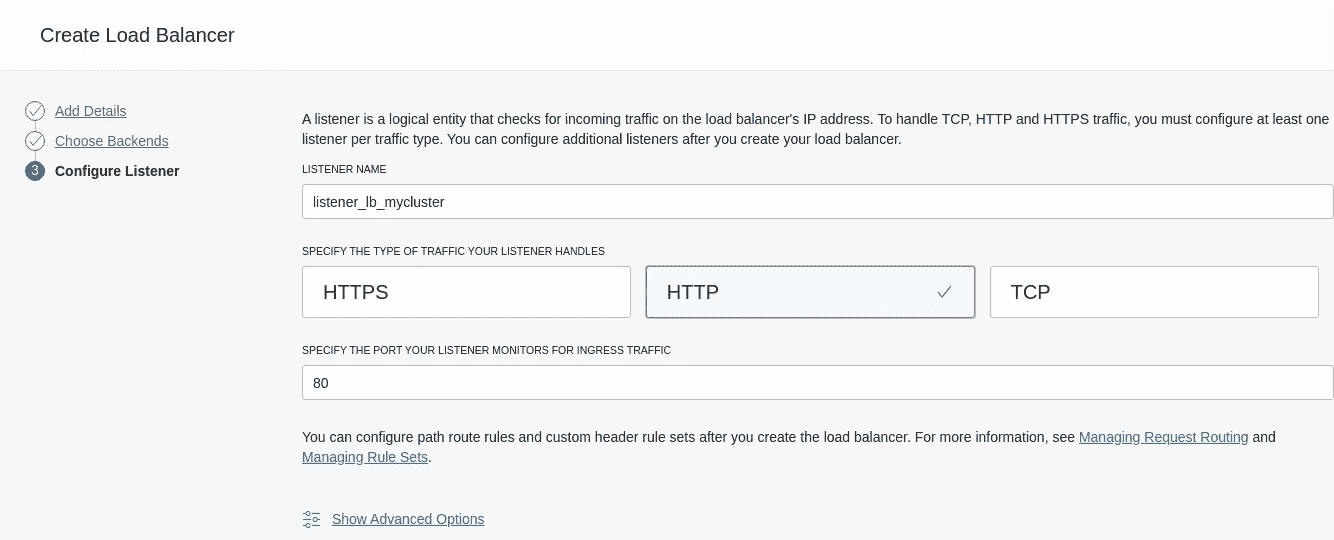 Create Load Balancer
Add Details
Choose Backends
3 Configure Listener
A listener is a logical entity that checks for incoming traffic on the load balancer's IP address. To handle TCP, HTTP and HTTPS traffic, you must configure at least one
listener per traffic type. You can configure additional listeners after you create your load balancer.
LISTENER NAME
listener_lb_mycluster
SPECIFY THE TYPE OF TRAFFIC YOUR LISTENER HANDLES
HTTPS HTTP TCP
SPECIFY THE PORT YOUR LISTENER MONITORS FOR INGRESS TRAFFIC
80
You can configure path route rules and custom header rule sets after you create the load balancer. For more information, see Managing Request Routing and
Managing Rule Sets.
Show Advanced Options